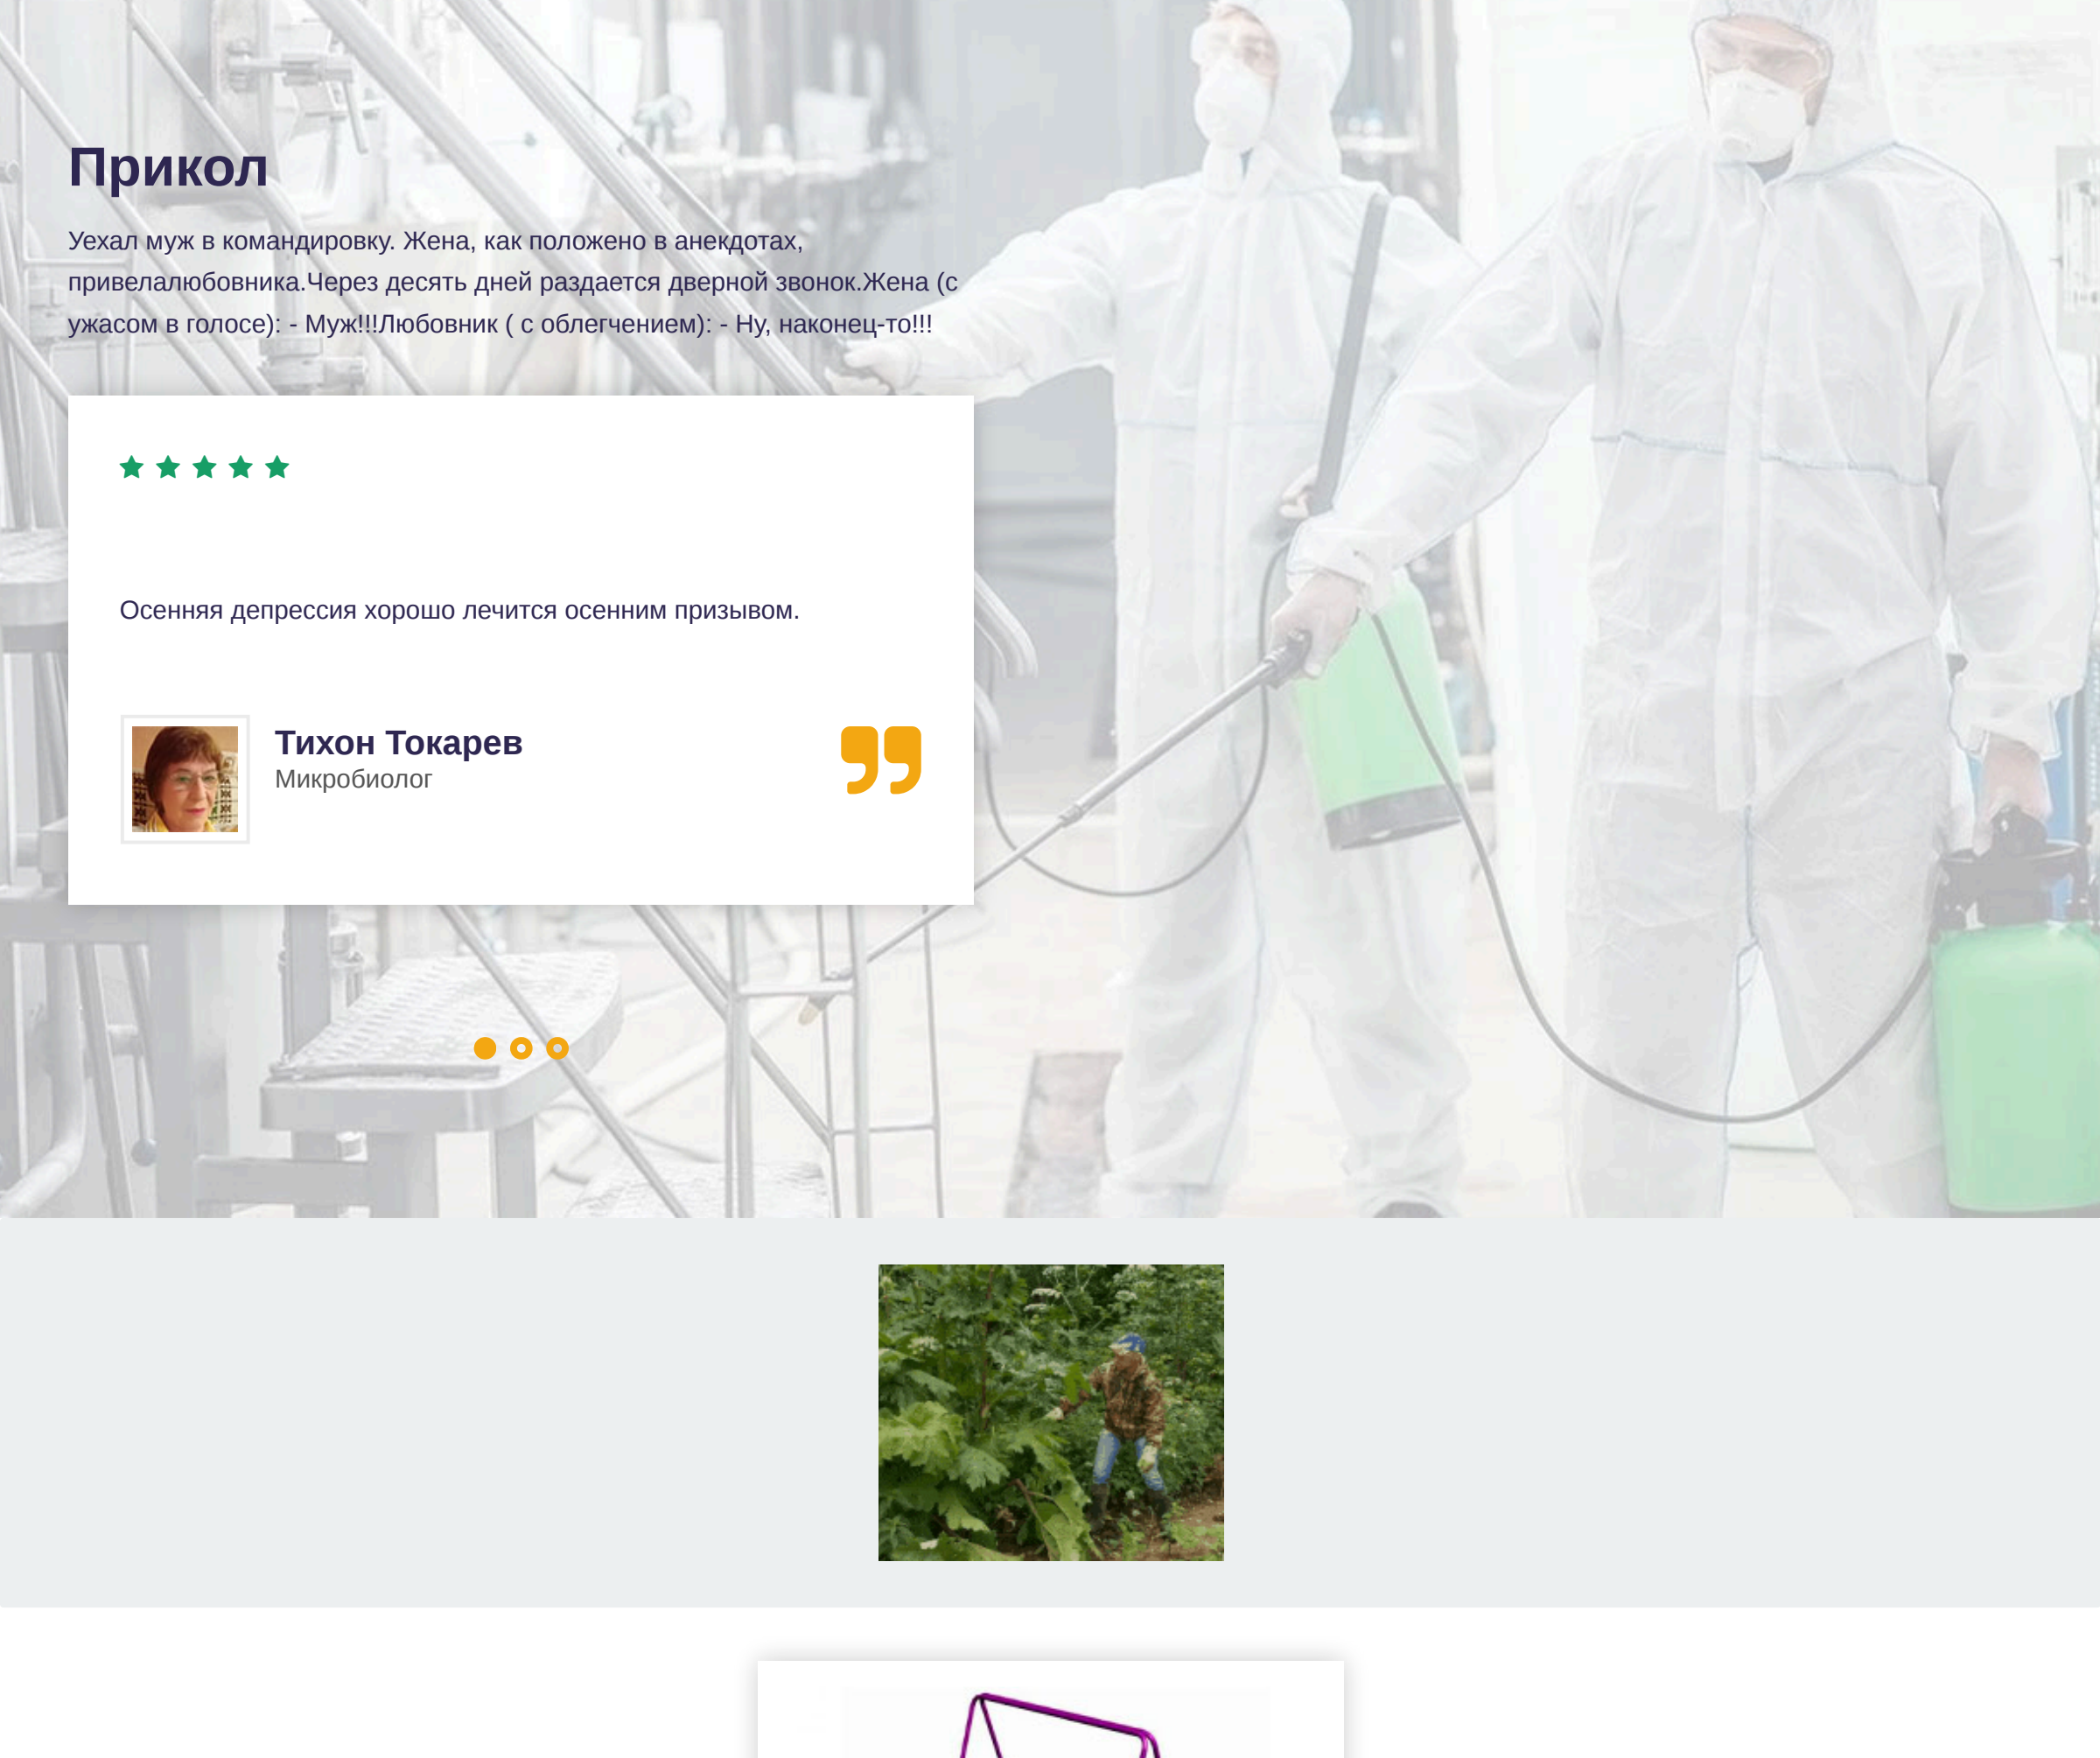 Прикол
Уехал муж в командировку. Жена, как положено в анекдотах,
привелалюбовника.Через десять дней раздается дверной звонок.Жена (с
ужасом в голосе): - Муж!!!Любовник ( с облегчением): - Ну, наконец-то!!!
Осенняя депрессия хорошо лечится осенним призывом.
Тихон Токарев
Микробиолог